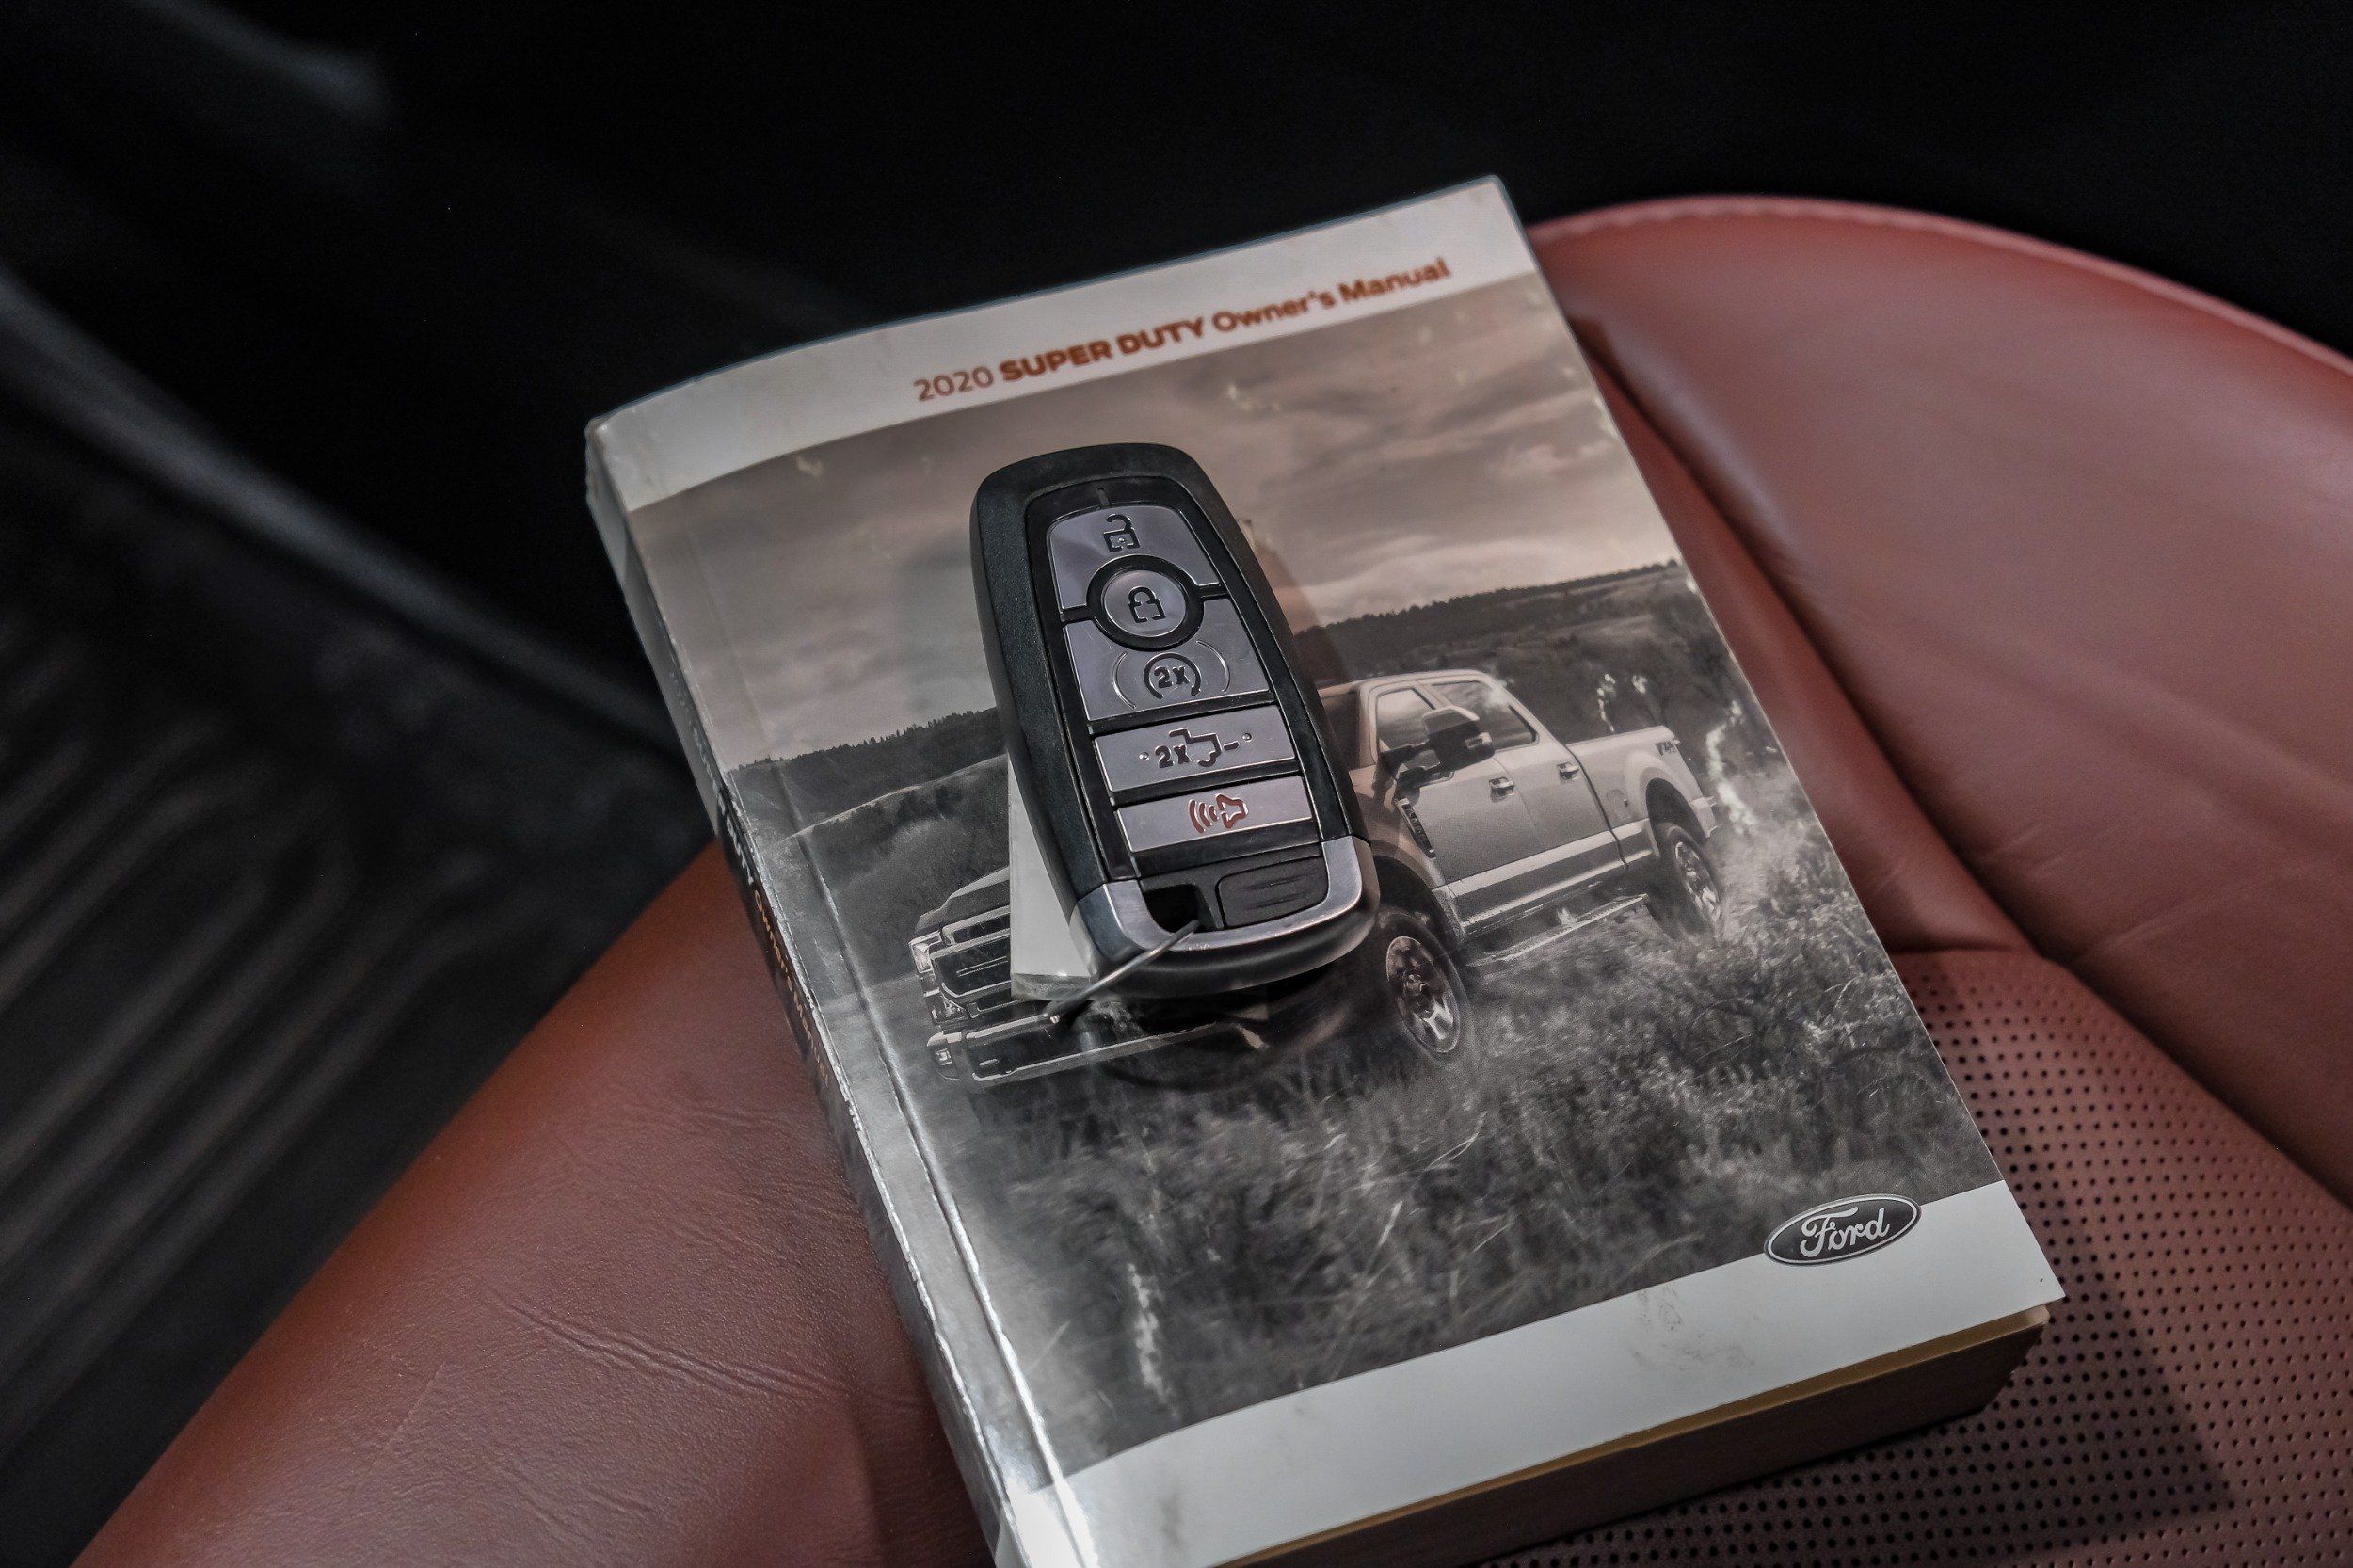 2020 SUPER DUTY Owner's Manual
2x
2x
Ford